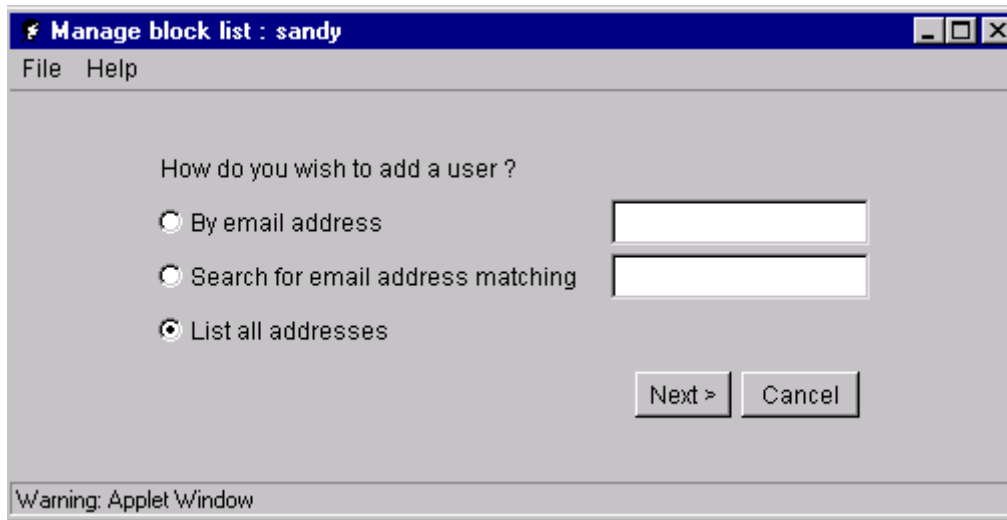 Manage block list : sandy
File Help
How do you wish to add a user ?
By email address
Search for email address matching
List all addresses
Next > Cancel
Warning: Applet Window